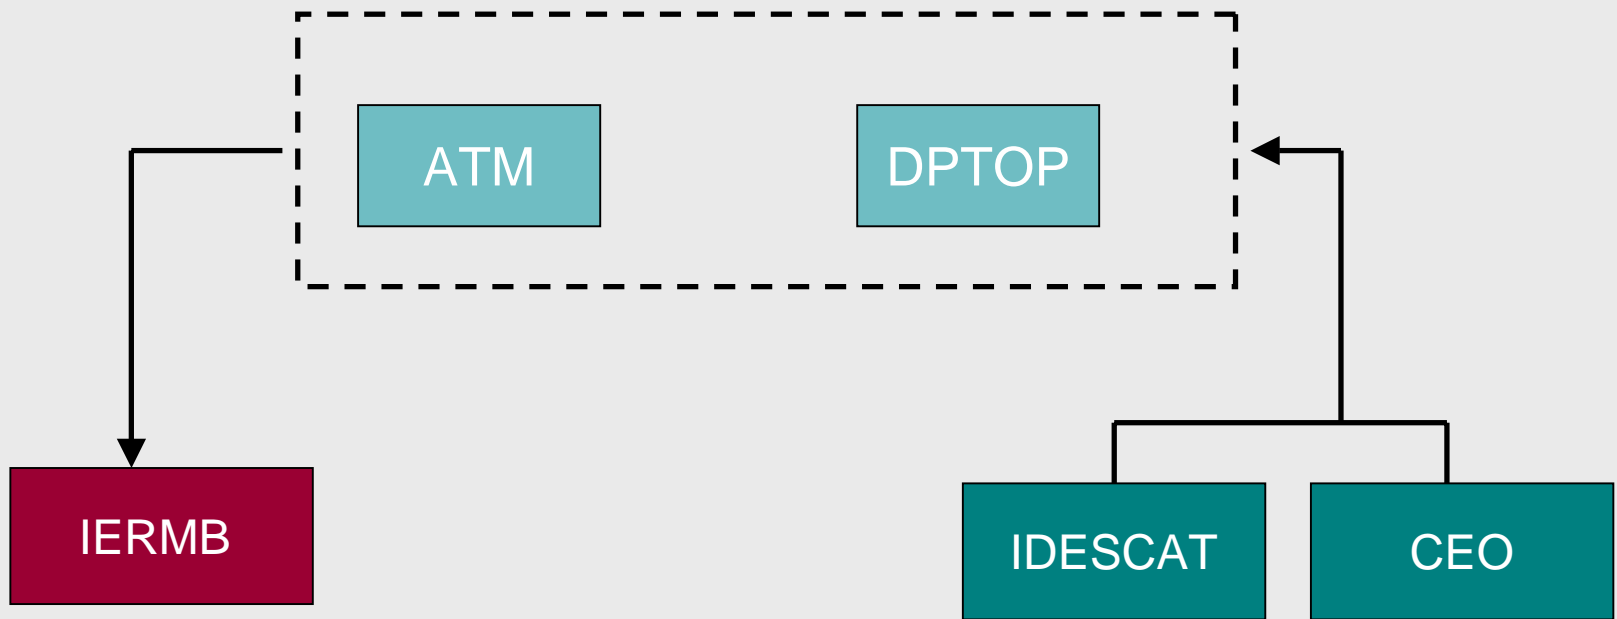 ATM
DPTOP
IERMB
IDESCAT
CEO